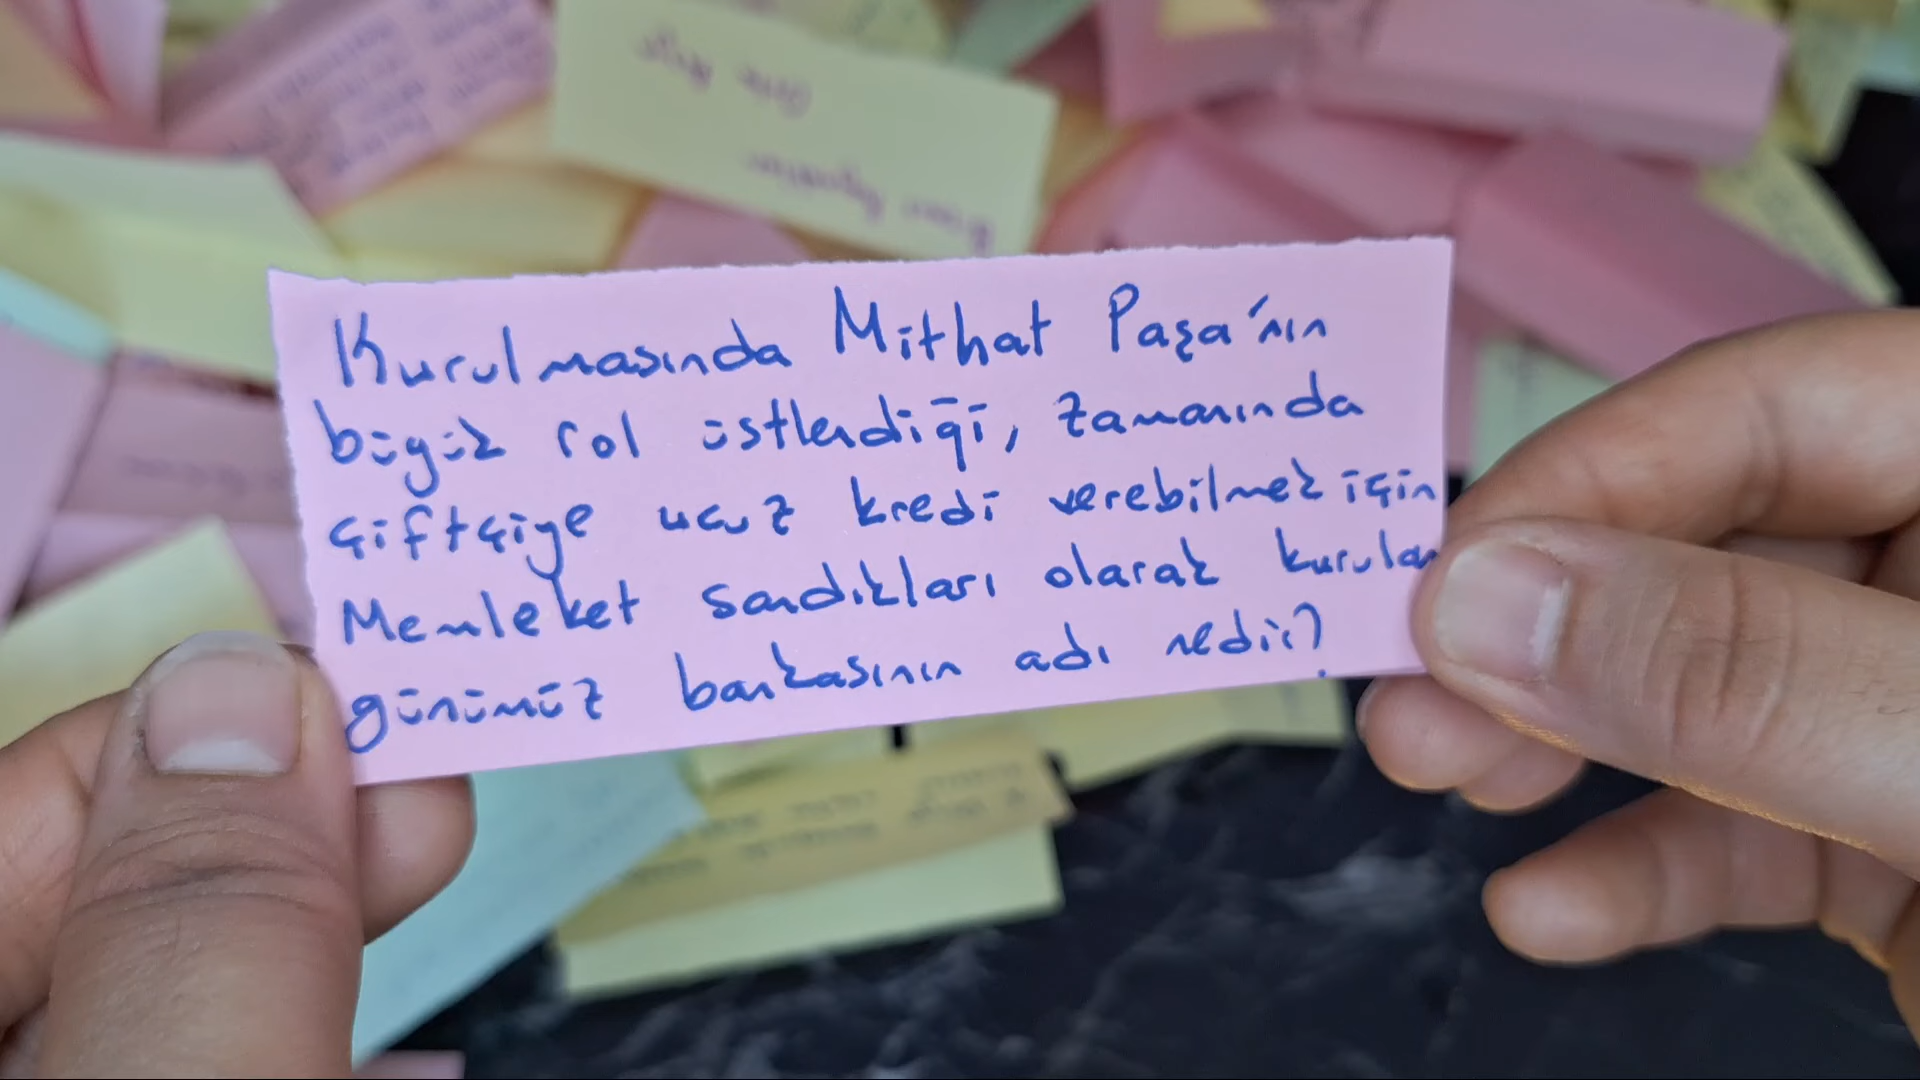 Kurulmasında Mithat Paşa'nın
büyük rol üstlendiği, zamanında
çiftçiye ucuz kredi verebilmek için
Memleket sandıkları olarak kurulan
günümüz bankasının adı nedir?